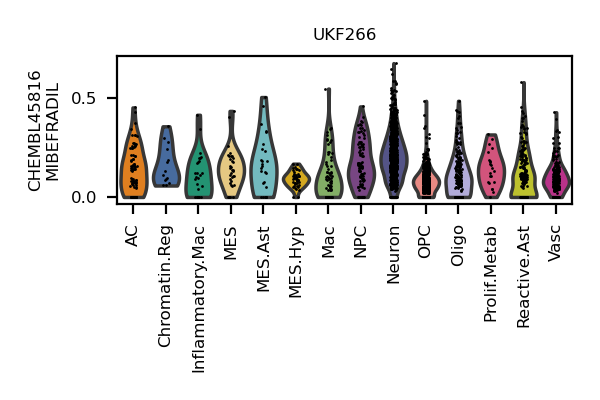 UKF266
CHEMBL45816
MIBEFRADIL
0.5
0.0
AC
Chromatin.Reg
Inflammatory.Mac
MES
MES.Ast
MES.Hyp
Mac
NPC
Neuron
OPC
Oligo
Prolif.Metab
Reactive.Ast
Vasc